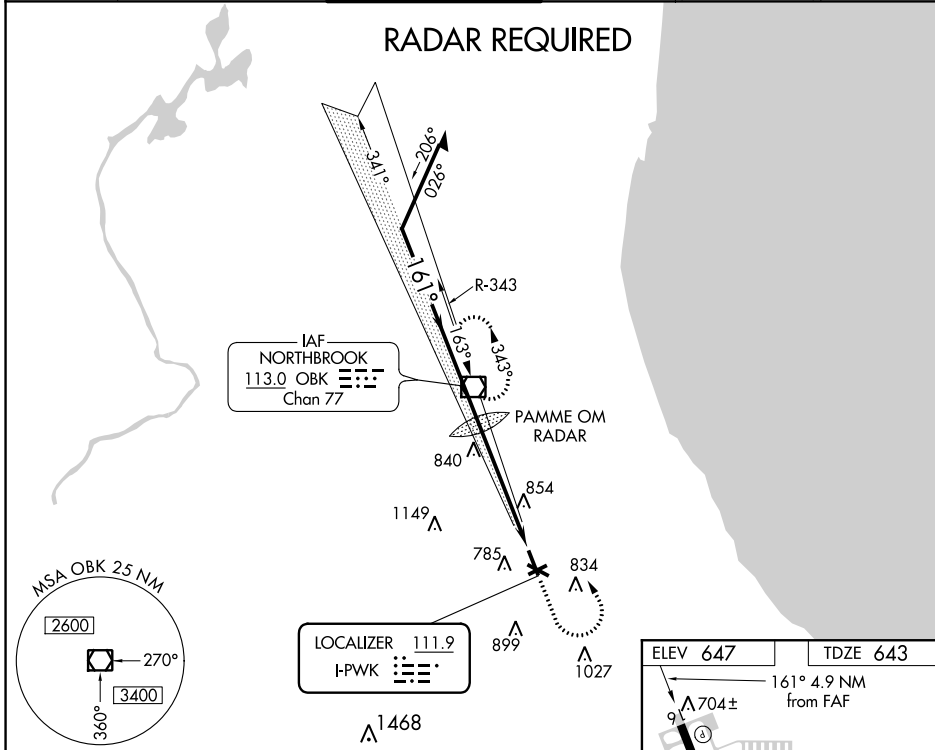 RADAR REQUIRED
341°
206°
026°
161°
R-343
163°
343°
IAF
NORTHBROOK
113.0 OBK
Chan 77
PAMME OM
RADAR
840
854
1149
785
834
MSA OBK 25 NM
2600
270°
3400
360°
LOCALIZER 111.9
I-PWK
899
1027
1468
ELEV 647
TDZE 643
161° 4.9 NM
from FAF
704±
16
P